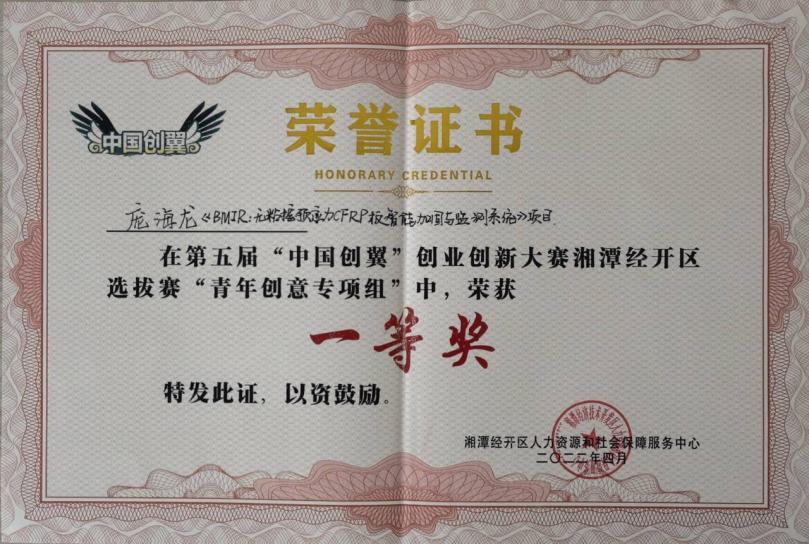 中国创翼
荣誉证书
HONORARY CREDENTIAL
庞海龙《BMIR:无粘接预应力CFRP板智能加固与监测系统》项目
在第五届“中国创翼”创业创新大赛湘潭经开区
选拔赛“青年创意专项组”中，荣获
一等奖
特发此证，以资鼓励。
湘潭经开区人力资源和社会保障服务中心
二〇二二年四月